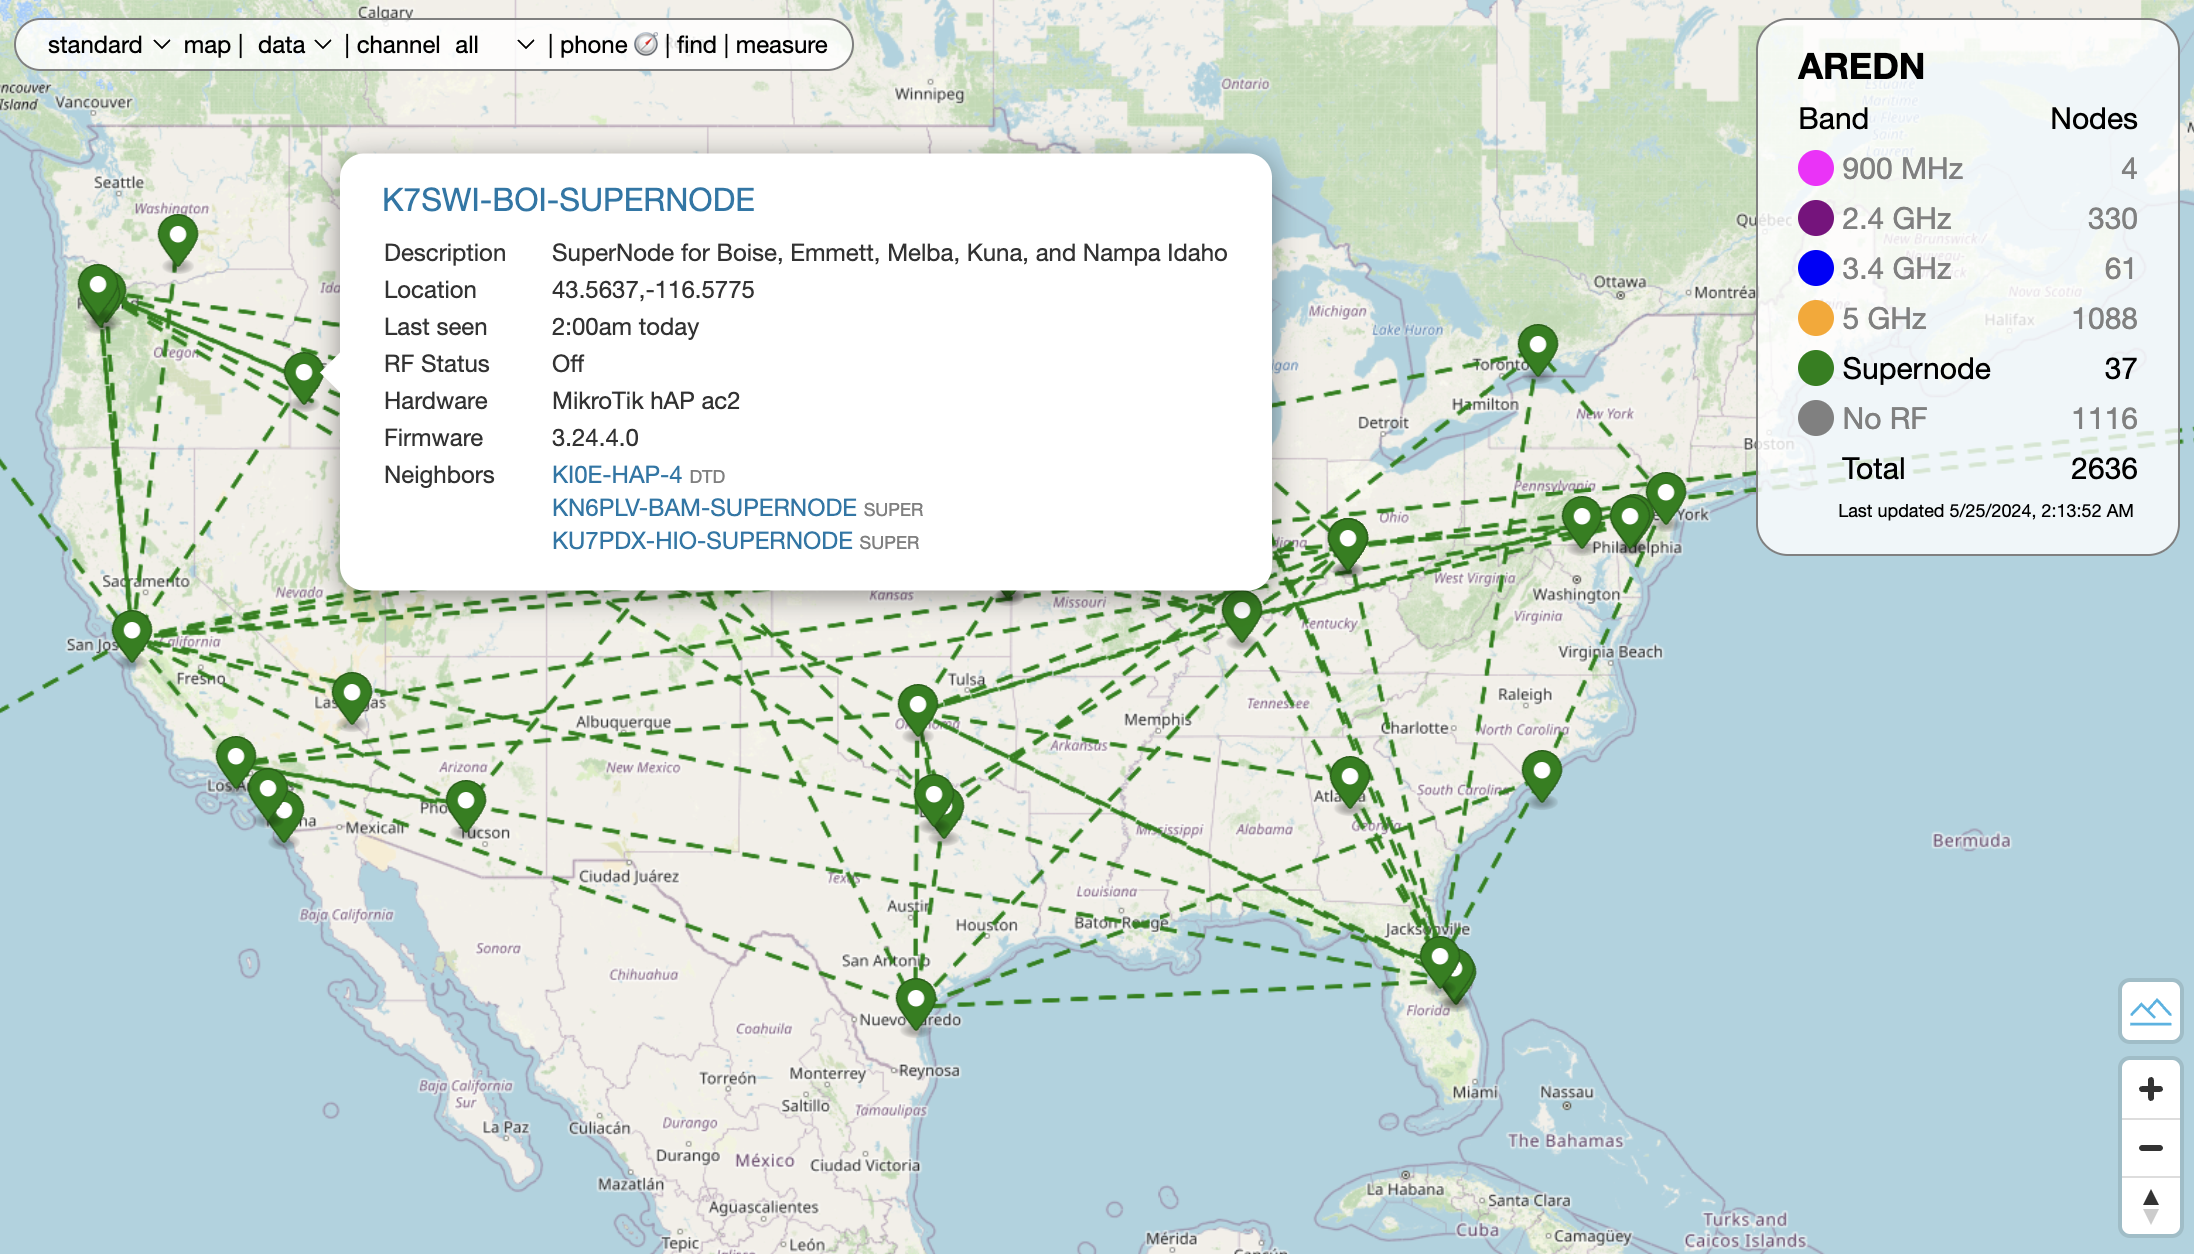 Calgary
standard map | data | channel all | phone | find | measure
ncouver
Island
Vancouver
Winnipeg
Ontario
Seattle
Washington
Oregon
Sacramento
San Jos
California
Nevada
Fresno
Las Vegas
Los A
Mexicali
Arizona
Pho
Tucson
Albuquerque
New Mexico
Ciudad Juárez
Kansas
Missouri
Tulsa
Oklahoma
Arkansas
Memphis
Tennessee
Kentucky
Mississippi
Alabama
Georgia
Atlanta
Charlotte
Raleigh
North Carolina
South Carolina
Texas
Austin
Houston
San Antonio
Louisiana
Baton Rouge
Jacksonville
Florida
Miami
Nassau
The Bahamas
Bermuda
Michigan
Lake Huron
gan
Detroit
Toronto
Hamilton
Ottawa
Montréa
New York
Pennsylvania
Ohio
diana
York
Philadelphia
West Virginia
Washington
Virginia
Virginia Beach
Québec
Boston
New Brunswick /
Nova Scotia
Halifax
Baja California
Sonora
Chihuahua
Nuevo Laredo
Coahuila
Reynosa
Monterrey
Torreón
Saltillo
Tamaulipas
Baja California
Sur
La Paz
Culiacán
Durango
Durango
México
Ciudad Victoria
Mazatlán
Aguascalientes
Tepic
Jalisco
León
Mérida
Cancún
La Habana
Santa Clara
Cuba
Camagüey
Turks and
Caicos Islands
K7SWI-BOI-SUPERNODE
Description SuperNode for Boise, Emmett, Melba, Kuna, and Nampa Idaho
Location 43.5637,-116.5775
Last seen 2:00am today
RF Status Off
Hardware MikroTik hAP ac2
Firmware 3.24.4.0
Neighbors KI0E-HAP-4 DTD
KN6PLV-BAM-SUPERNODE SUPER
KU7PDX-HIO-SUPERNODE SUPER
AREDN
Band Nodes
900 MHz 4
2.4 GHz 330
3.4 GHz 61
5 GHz 1088
Supernode 37
No RF 1116
Total 2636
Last updated 5/25/2024, 2:13:52 AM